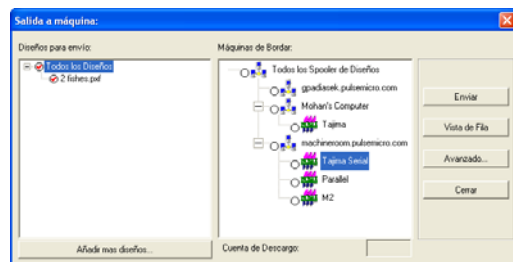 Salida a máquina:
Diseños para envío:
Todos los Diseños
2 fishes.pxf
Añadir mas diseños...
Máquinas de Bordar:
Todos los Spooler de Diseños
gpadiasek.pulsemicro.com
Mohan's Computer
Tajima
machineroom.pulsemicro.com
Tajima Serial
Parallel
M2
Cuenta de Descargo:
Enviar
Vista de Fila
Avanzado...
Cerrar